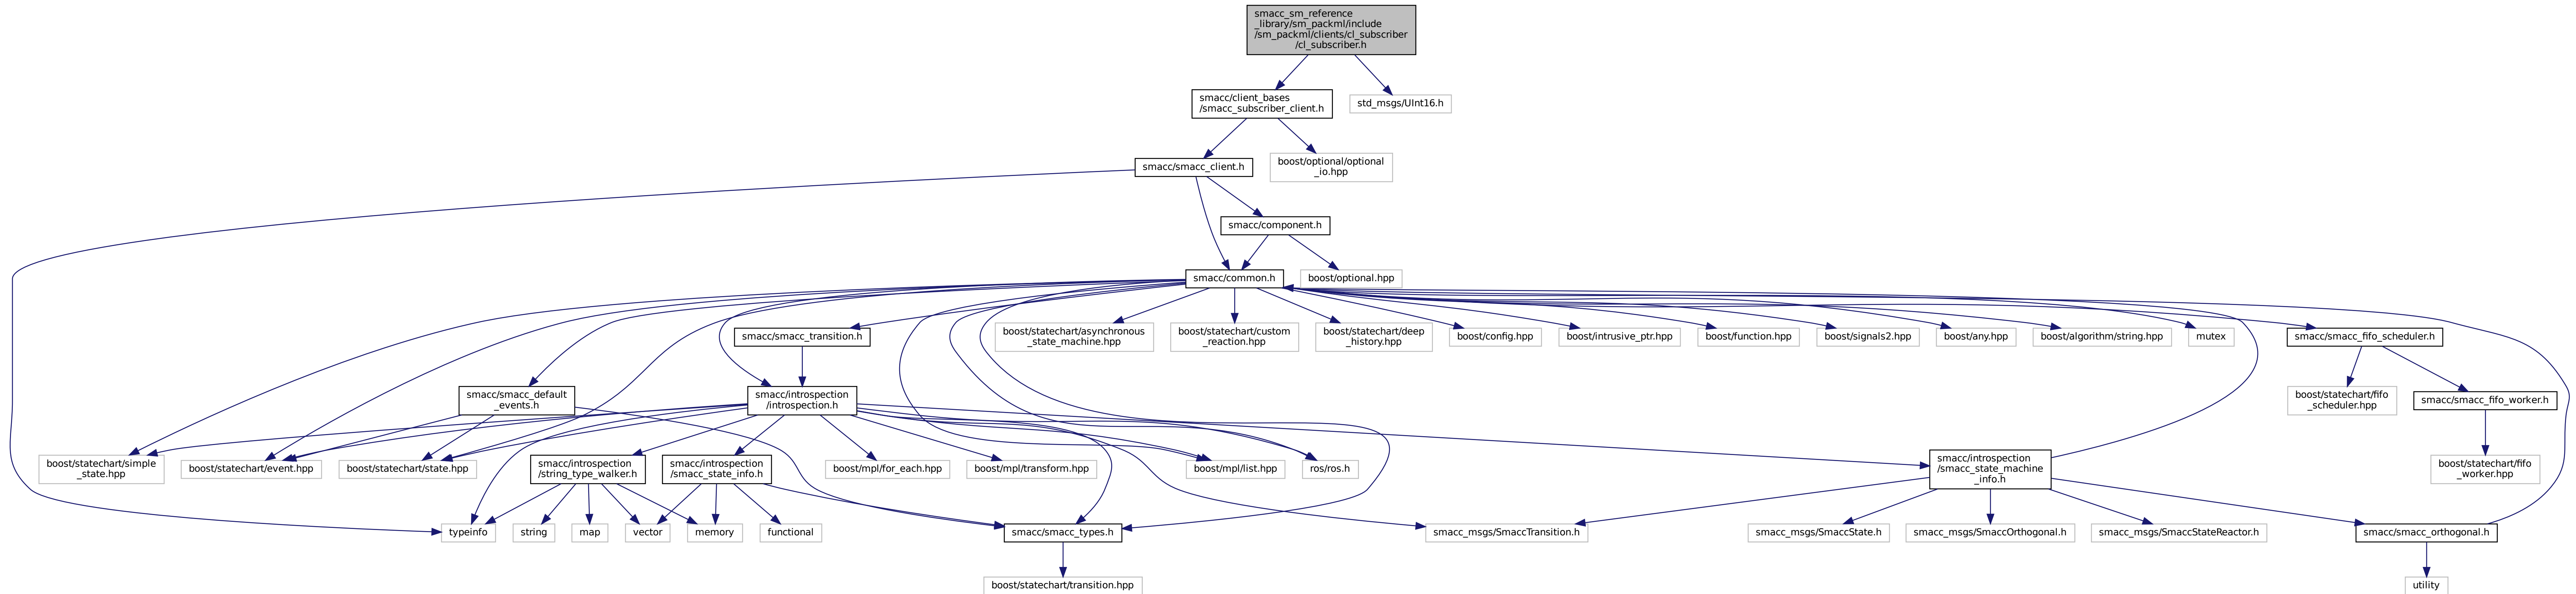 smacc_sm_reference
_library/sm_packml/include
/sm_packml/clients/cl_subscriber
/cl_subscriber.h
smacc/client_bases
/smacc_subscriber_client.h
std_msgs/UInt16.h
smacc/smacc_client.h
boost/optional/optional
_io.hpp
smacc/component.h
smacc/common.h
boost/optional.hpp
smacc/smacc_transition.h
boost/statechart/asynchronous
_state_machine.hpp
boost/statechart/custom
_reaction.hpp
boost/statechart/deep
_history.hpp
boost/config.hpp
boost/intrusive_ptr.hpp
boost/function.hpp
boost/signals2.hpp
boost/any.hpp
boost/algorithm/string.hpp
mutex
smacc/smacc_fifo_scheduler.h
smacc/smacc_default
_events.h
smacc/introspection
/introspection.h
boost/statechart/fifo
_scheduler.hpp
smacc/smacc_fifo_worker.h
boost/statechart/simple
_state.hpp
boost/statechart/event.hpp
boost/statechart/state.hpp
smacc/introspection
/string_type_walker.h
smacc/introspection
/smacc_state_info.h
boost/mpl/for_each.hpp
boost/mpl/transform.hpp
boost/mpl/list.hpp
ros/ros.h
smacc/introspection
/smacc_state_machine
_info.h
boost/statechart/fifo
_worker.hpp
typeinfo
string
map
vector
memory
functional
smacc/smacc_types.h
smacc_msgs/SmaccTransition.h
smacc_msgs/SmaccState.h
smacc_msgs/SmaccOrthogonal.h
smacc_msgs/SmaccStateReactor.h
smacc/smacc_orthogonal.h
boost/statechart/transition.hpp
utility